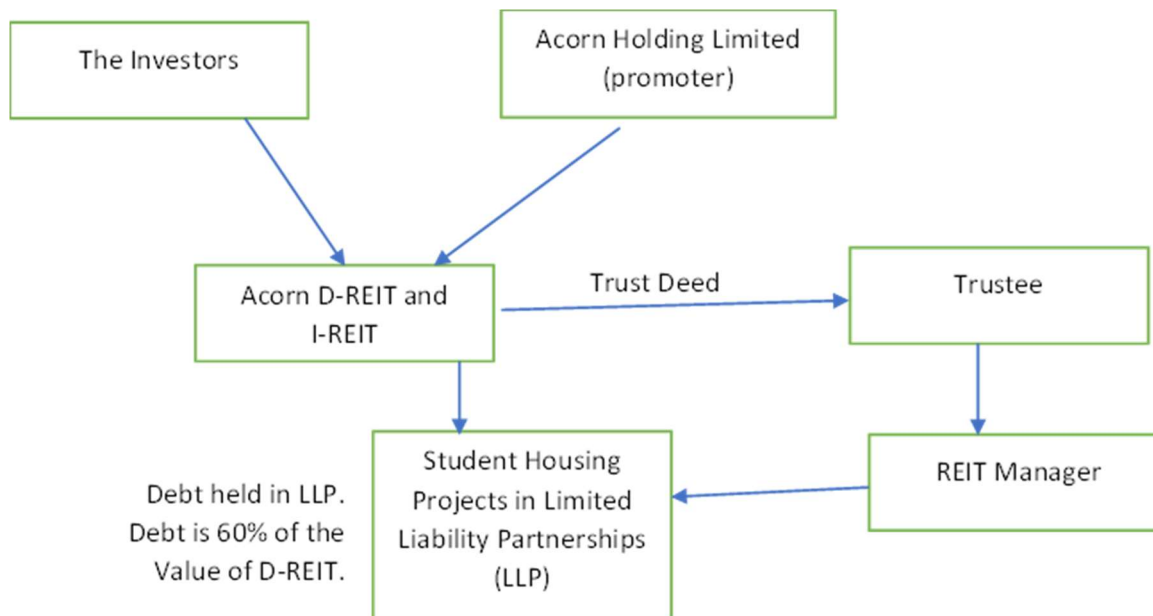 The Investors
Acorn Holding Limited
(promoter)
Acorn D-REIT and
I-REIT
Trust Deed
Trustee
Student Housing
Projects in Limited
Liability Partnerships
(LLP)
REIT Manager
Debt held in LLP.
Debt is 60% of the
Value of D-REIT.